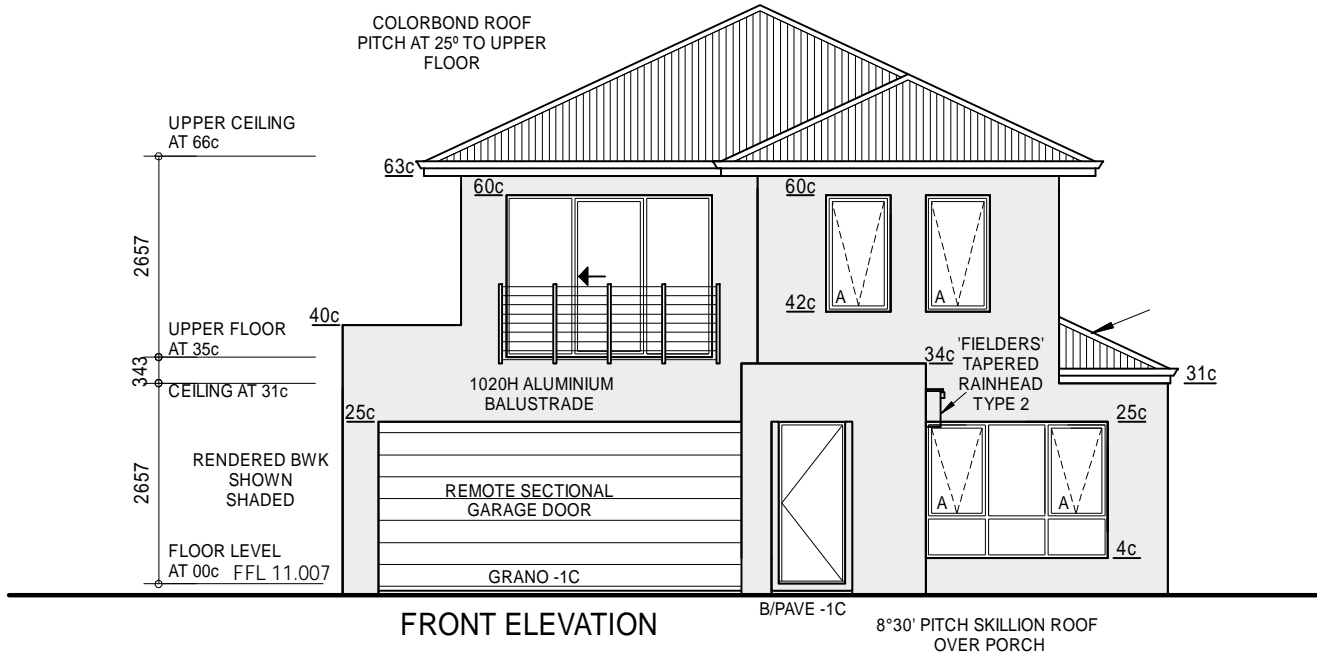 COLORBOND ROOF
PITCH AT 25º TO UPPER
FLOOR
UPPER CEILING
AT 66c
63c
60c
60c
2657
42c
A
A
40c
UPPER FLOOR
AT 35c
343
CEILING AT 31c
34c
'FIELDERS'
TAPERED
RAINHEAD
TYPE 2
31c
1020H ALUMINIUM
BALUSTRADE
25c
25c
RENDERED BWK
SHOWN
SHADED
2657
REMOTE SECTIONAL
GARAGE DOOR
A
A
4c
FLOOR LEVEL
AT 00c FFL 11.007
GRANO -1C
B/PAVE -1C
FRONT ELEVATION
8°30' PITCH SKILLION ROOF
OVER PORCH